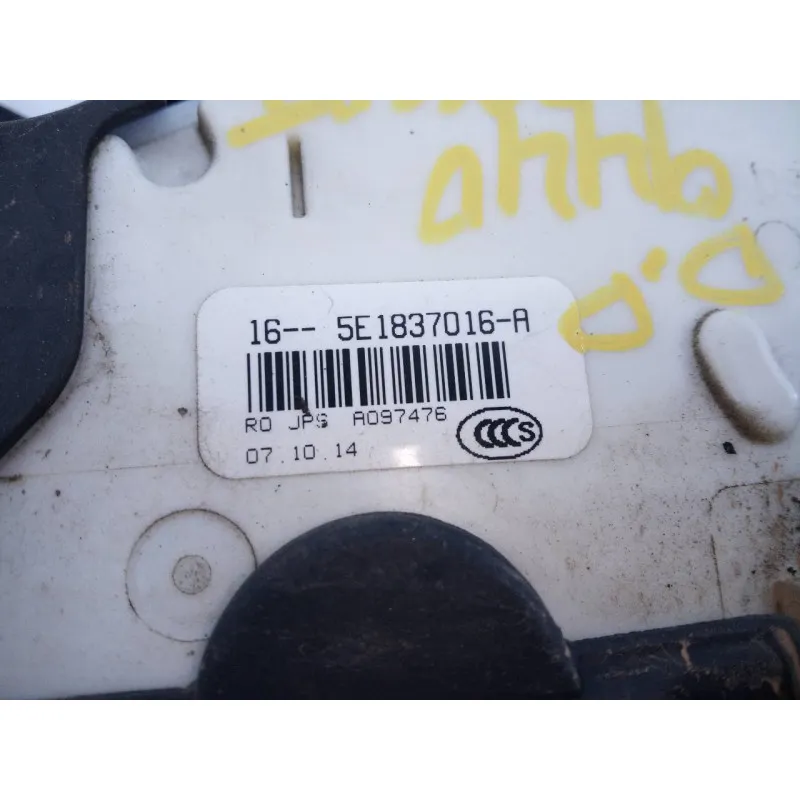 16-- 5E1837016-A
RO JPS A097476
CCCS
07.10.14